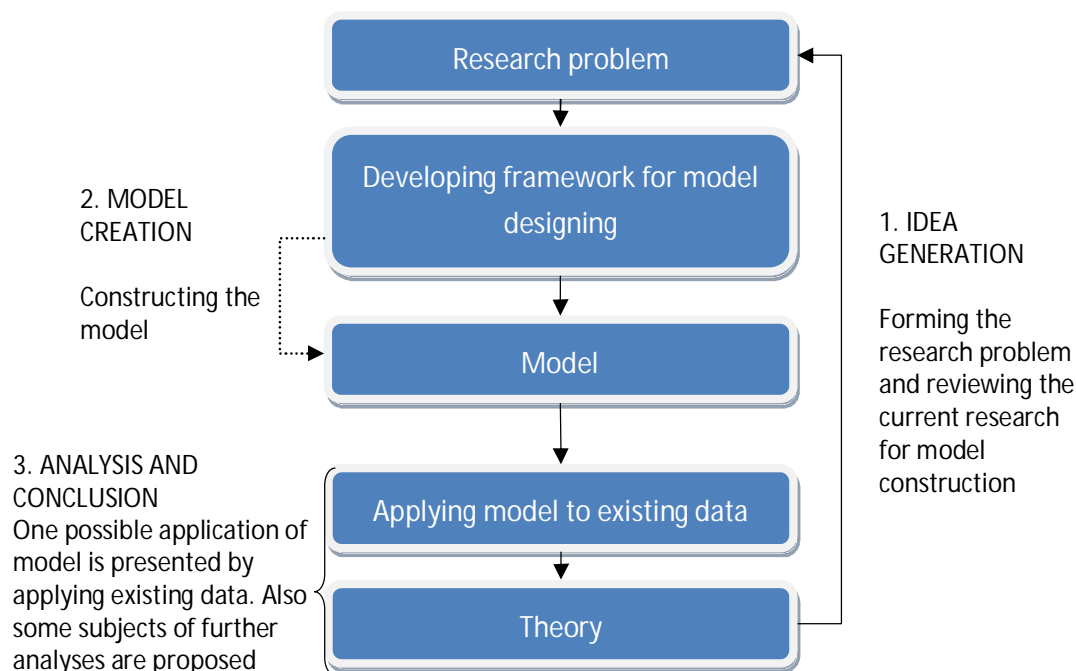 Research problem
Developing framework for model
designing
2. MODEL
CREATION
Constructing the
model
1. IDEA
GENERATION
Forming the
research problem
and reviewing the
current research
for model
construction
Model
3. ANALYSIS AND
CONCLUSION
One possible application of
model is presented by
applying existing data. Also
some subjects of further
analyses are proposed
Applying model to existing data
Theory